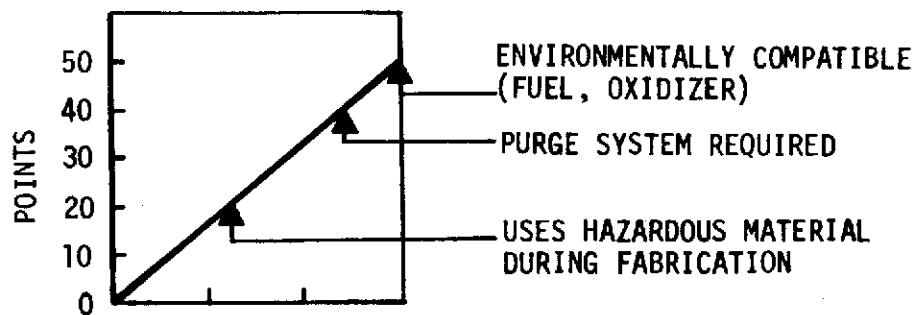 50
40
30
20
10
0
POINTS
ENVIRONMENTALLY COMPATIBLE
(FUEL, OXIDIZER)
PURGE SYSTEM REQUIRED
USES HAZARDOUS MATERIAL
DURING FABRICATION